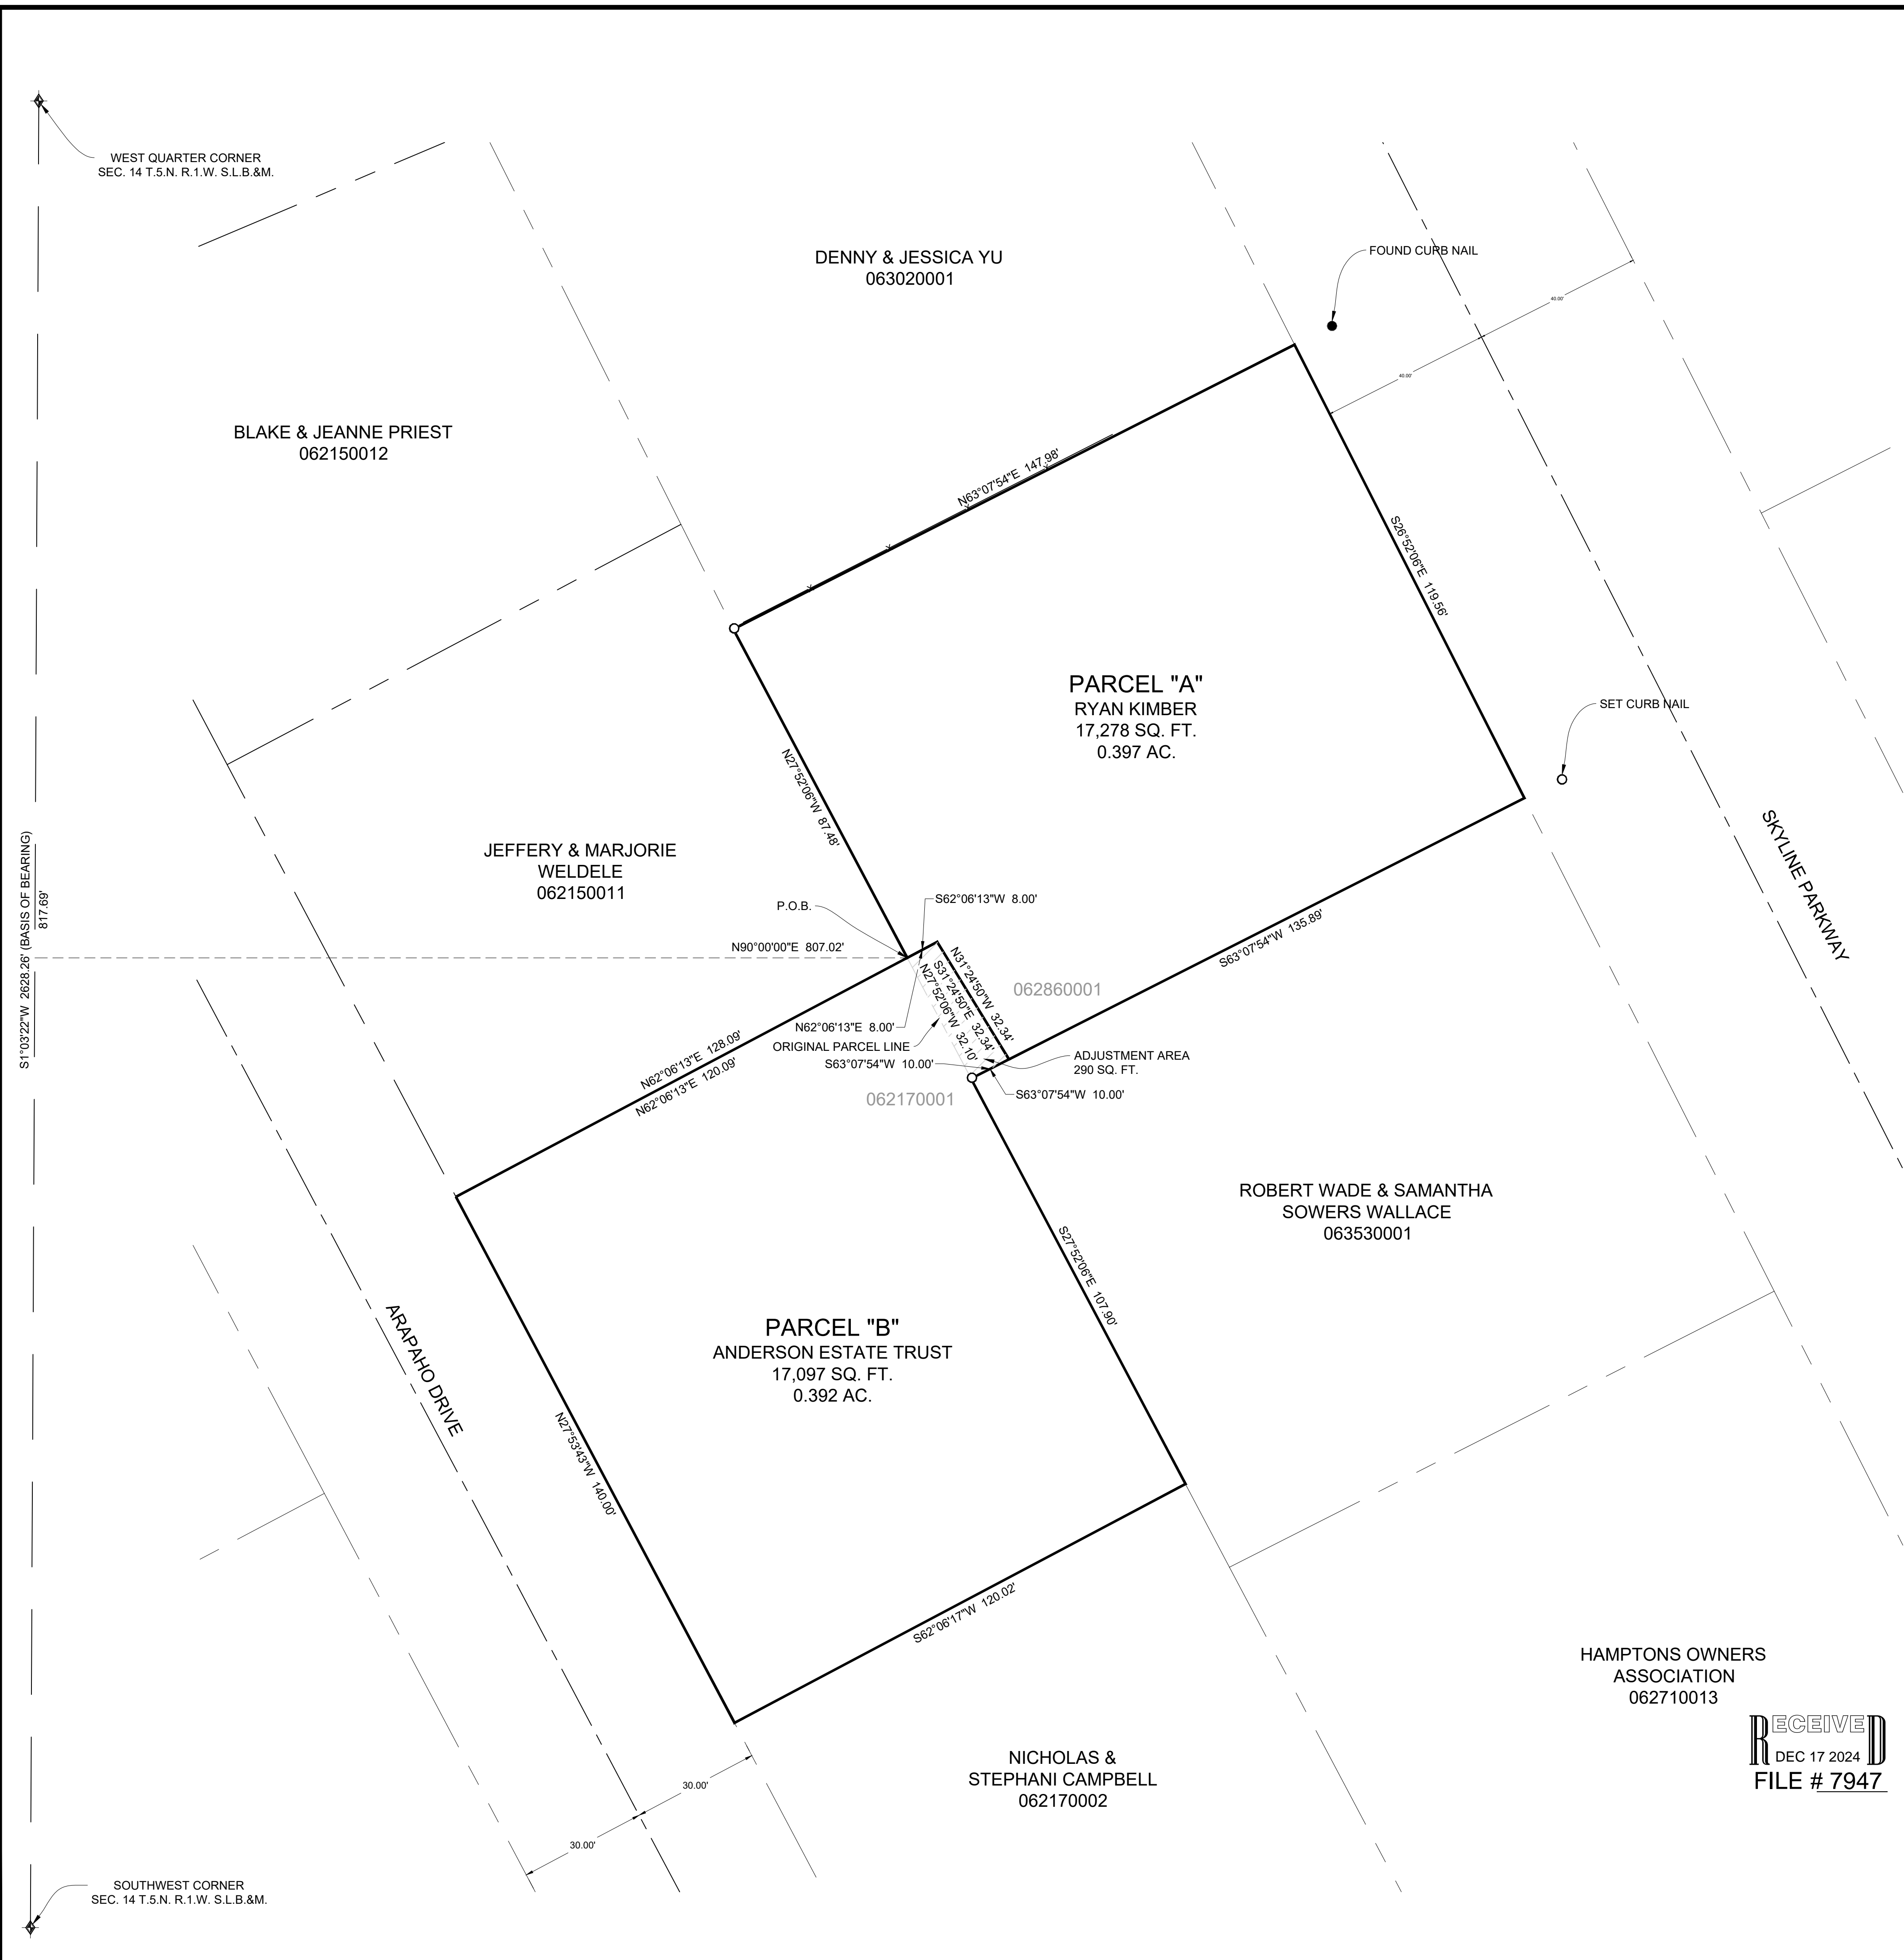 WEST QUARTER CORNER
SEC. 14 T.5.N. R.1.W. S.L.B.&M.
DENNY & JESSICA YU
063020001
FOUND CURB NAIL
40.00'
40.00'
BLAKE & JEANNE PRIEST
062150012
N63°07'54"E 147.98'
S26°52'06"E 119.56'
PARCEL "A"
RYAN KIMBER
17,278 SQ. FT.
0.397 AC.
SET CURB NAIL
N27°52'06"W 87.48'
SKYLINE PARKWAY
JEFFERY & MARJORIE
WELDELE
062150011
S1°03'22"W 2628.26' (BASIS OF BEARING)
817.69'
P.O.B.
S62°06'13"W 8.00'
N90°00'00"E 807.02'
S63°07'54"W 135.89'
N31°24'50"W 32.34'
S31°24'50"E 32.34'
N27°52'06"W 32.10'
062860001
N62°06'13"E 8.00'
ORIGINAL PARCEL LINE
S63°07'54"W 10.00'
ADJUSTMENT AREA
290 SQ. FT.
S63°07'54"W 10.00'
N62°06'13"E 128.09'
N62°06'13"E 120.09'
062170001
ROBERT WADE & SAMANTHA
SOWERS WALLACE
063530001
S27°52'06"E 107.90'
PARCEL "B"
ANDERSON ESTATE TRUST
17,097 SQ. FT.
0.392 AC.
ARAPAHO DRIVE
N27°53'43"W 140.00'
S62°06'17"W 120.02'
HAMPTONS OWNERS
ASSOCIATION
062710013
RECEIVED
DEC 17 2024
FILE # 7947
NICHOLAS &
STEPHANI CAMPBELL
062170002
30.00'
30.00'
SOUTHWEST CORNER
SEC. 14 T.5.N. R.1.W. S.L.B.&M.